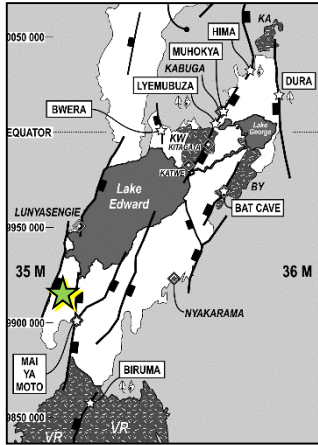 0050 000
KA
HIMA
MUHOKYA
KABUGA
LYEMUBUZA
DURA
BWERA
EQUATOR
KW
KITAGATA
Lake
George
KATWE
Lake
Edward
BY
LUNYASENGIE
BAT CAVE
9950 000
35 M
36 M
NYAKARAMA
9900 000
MAI
YA
MOTO
BIRUMA
9850 000
VR
VR